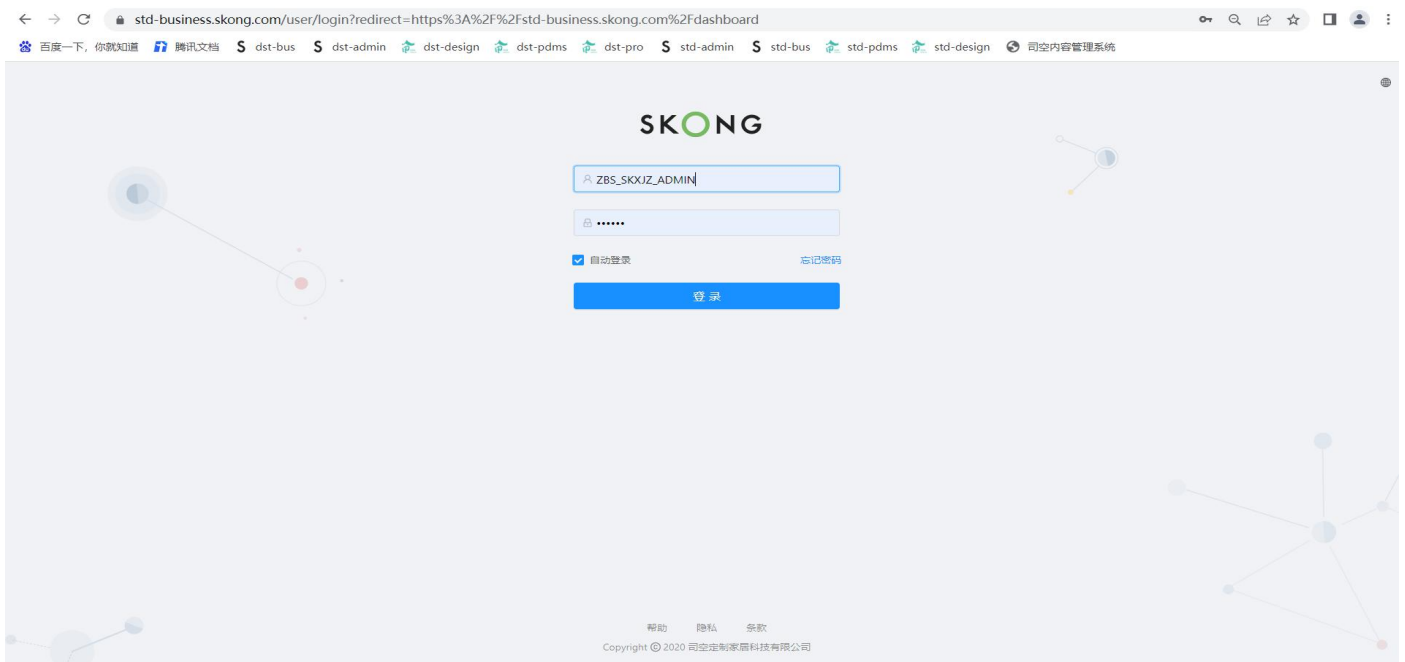 std-business.skong.com/user/login?redirect=https%3A%2F%2Fstd-business.skong.com%2Fdashboard
百度一下，你就知道 腾讯文档 S dst-bus S dst-admin dst-design dst-pdms dst-pro S std-admin S std-bus std-pdms std-design 司空内容管理系统
SKONG
ZBS_SKXJZ_ADMIN
••••••
自动登录 忘记密码
登 录
帮助 隐私 条款
Copyright © 2020 司空定制家居科技有限公司